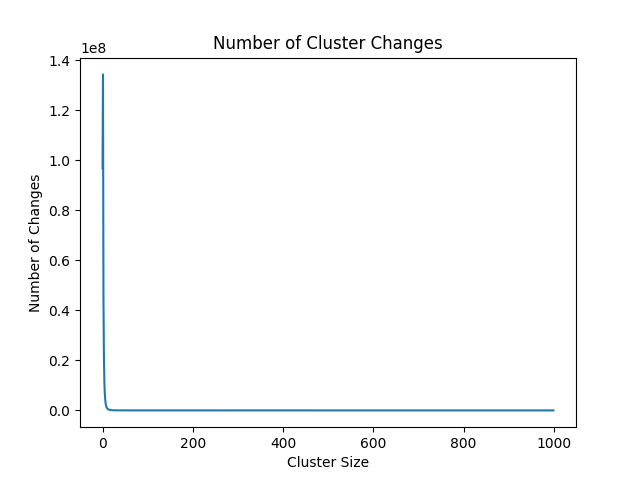 Number of Cluster Changes
1e8
1.4
1.2
1.0
0.8
0.6
0.4
0.2
0.0
Number of Changes
0 200 400 600 800 1000
Cluster Size